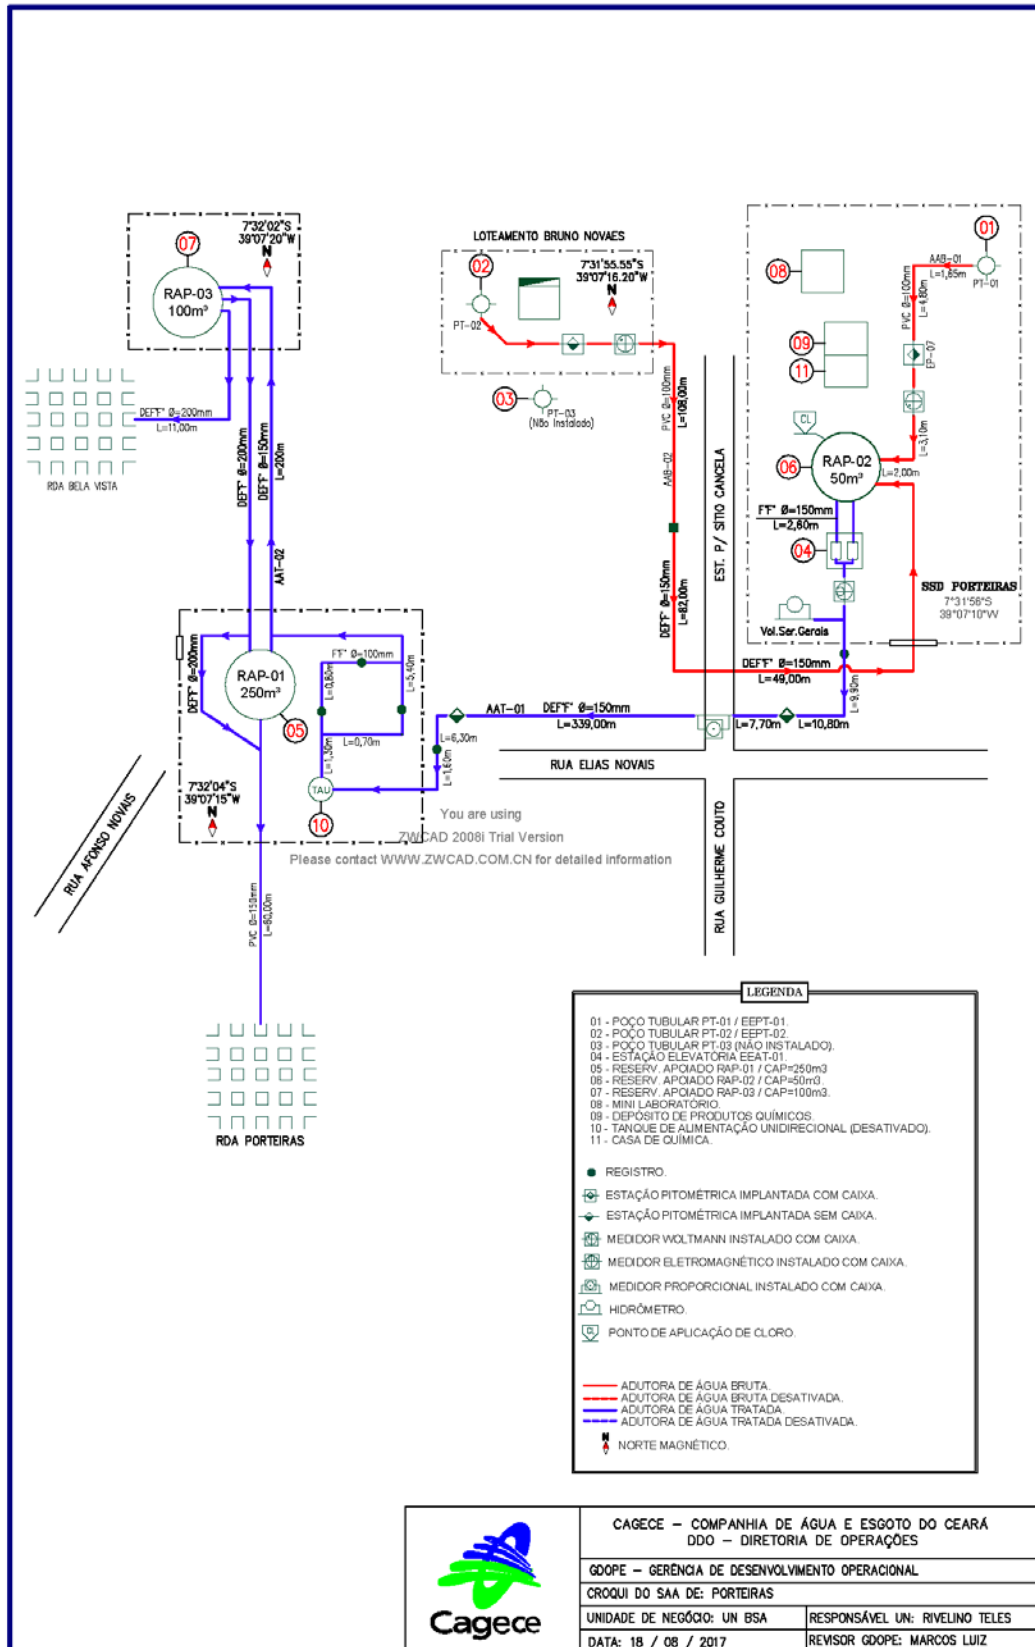 7°32'02"S
39°07'20"W
N
07
RAP-03
100m³
LOTEAMENTO BRUNO NOVAES
02
7°31'55.55"S
39°07'16.20"W
N
PT-02
03
PT-03
(Não Instalado)
01
AAB-01
L=1,65m
PT-01
08
PVC Ø=100mm
L=4,80m
09
11
EP-07
CL
L=3,10m
06
RAP-02
50m³
L=2,00m
FºFº Ø=150mm
L=2,60m
04
SSD PORTEIRAS
7°31'56"S
39°07'10"W
Vol.Ser.Gerais
PVC Ø=100mm
L=108,00m
AAB-02
EST. P/ SÍTIO CANCELA
DEFºFº Ø=150mm
L=82,00m
DEFºFº Ø=150mm
L=49,00m
L=9,90m
DEFºFº Ø=200mm
L=11,00m
RDA BELA VISTA
DEFºFº Ø=200mm
DEFºFº Ø=150mm
L=200m
AAT-02
DEFºFº Ø=200mm
RAP-01
250m³
05
FºFº Ø=100mm
L=0,80m
L=5,40m
L=0,70m
L=1,30m
TAU
10
7°32'04"S
39°07'15"W
N
AAT-01
DEFºFº Ø=150mm
L=339,00m
L=6,30m
L=1,60m
L=7,70m
L=10,80m
RUA ELIAS NOVAIS
RUA GUILHERME COUTO
RUA AFONSO NOVAIS
You are using
ZWCAD 2008i Trial Version
Please contact WWW.ZWCAD.COM.CN for detailed information
PVC Ø=150mm
L=60,00m
RDA PORTEIRAS
LEGENDA
01 - POÇO TUBULAR PT-01 / EEPT-01.
02 - POÇO TUBULAR PT-02 / EEPT-02.
03 - POÇO TUBULAR PT-03 (NÃO INSTALADO).
04 - ESTAÇÃO ELEVATÓRIA EEAT-01.
05 - RESERV. APOIADO RAP-01 / CAP=250m3
06 - RESERV. APOIADO RAP-02 / CAP=50m3.
07 - RESERV. APOIADO RAP-03 / CAP=100m3.
08 - MINI LABORATÓRIO.
09 - DEPÓSITO DE PRODUTOS QUÍMICOS.
10 - TANQUE DE ALIMENTAÇÃO UNIDIRECIONAL (DESATIVADO).
11 - CASA DE QUÍMICA.
REGISTRO.
ESTAÇÃO PITOMÉTRICA IMPLANTADA COM CAIXA.
ESTAÇÃO PITOMÉTRICA IMPLANTADA SEM CAIXA.
MEDIDOR WOLTMANN INSTALADO COM CAIXA.
MEDIDOR ELETROMAGNÉTICO INSTALADO COM CAIXA.
MEDIDOR PROPORCIONAL INSTALADO COM CAIXA.
HIDRÔMETRO.
CL PONTO DE APLICAÇÃO DE CLORO.
ADUTORA DE ÁGUA BRUTA.
ADUTORA DE ÁGUA BRUTA DESATIVADA.
ADUTORA DE ÁGUA TRATADA.
ADUTORA DE ÁGUA TRATADA DESATIVADA.
N NORTE MAGNÉTICO.
Cagece
CAGECE – COMPANHIA DE ÁGUA E ESGOTO DO CEARÁ
DDO – DIRETORIA DE OPERAÇÕES
GDOPE – GERÊNCIA DE DESENVOLVIMENTO OPERACIONAL
CROQUI DO SAA DE: PORTEIRAS
UNIDADE DE NEGÓCIO: UN BSA
RESPONSÁVEL UN: RIVELINO TELES
DATA: 18 / 08 / 2017
REVISOR GDOPE: MARCOS LUIZ